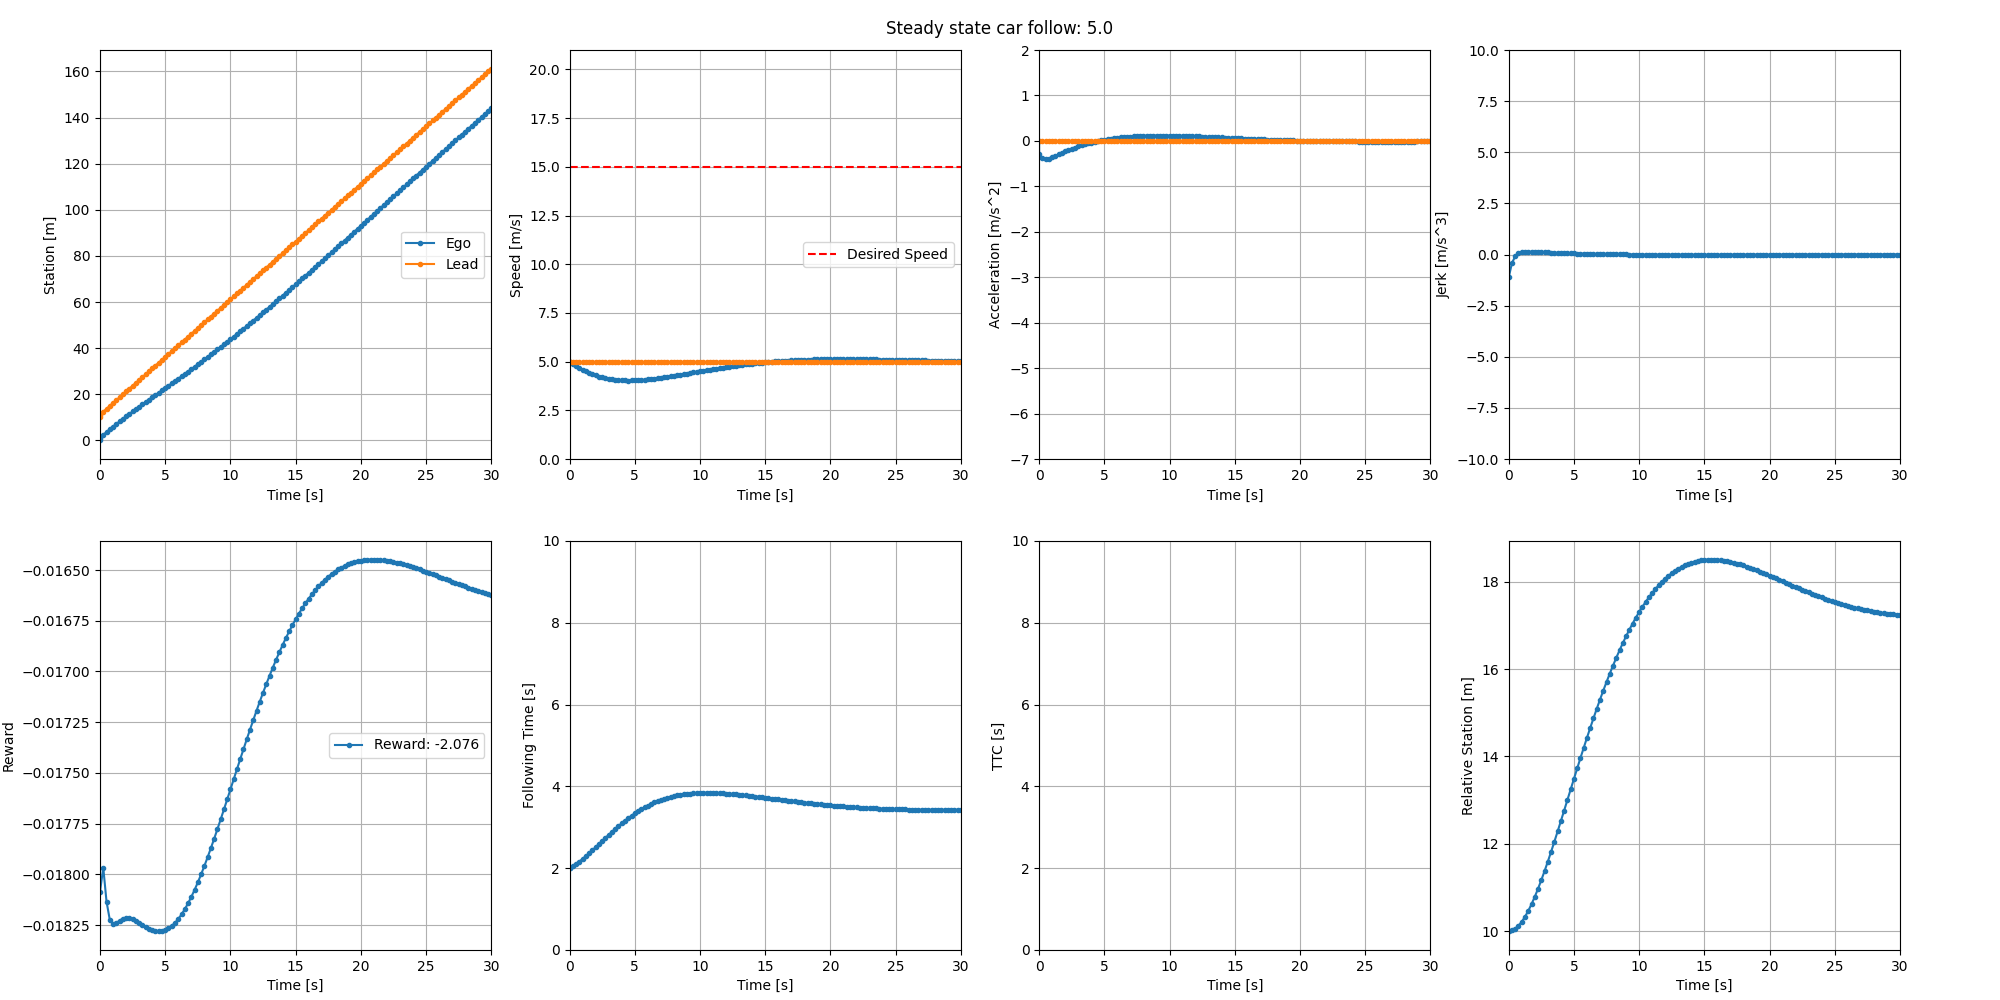 Steady state car follow: 5.0
160
140
120
100
80
60
40
20
0
Station [m]
Ego
Lead
0 5 10 15 20 25 30
Time [s]
20.0
17.5
15.0
12.5
10.0
7.5
5.0
2.5
0.0
Speed [m/s]
Desired Speed
0 5 10 15 20 25 30
Time [s]
2
1
0
−1
−2
−3
−4
−5
−6
−7
Acceleration [m/s^2]
0 5 10 15 20 25 30
Time [s]
10.0
7.5
5.0
2.5
0.0
−2.5
−5.0
−7.5
−10.0
Jerk [m/s^3]
0 5 10 15 20 25 30
Time [s]
−0.01650
−0.01675
−0.01700
−0.01725
−0.01750
−0.01775
−0.01800
−0.01825
Reward
Reward: -2.076
0 5 10 15 20 25 30
Time [s]
10
8
6
4
2
0
Following Time [s]
0 5 10 15 20 25 30
Time [s]
10
8
6
4
2
0
TTC [s]
0 5 10 15 20 25 30
Time [s]
18
16
14
12
10
Relative Station [m]
0 5 10 15 20 25 30
Time [s]